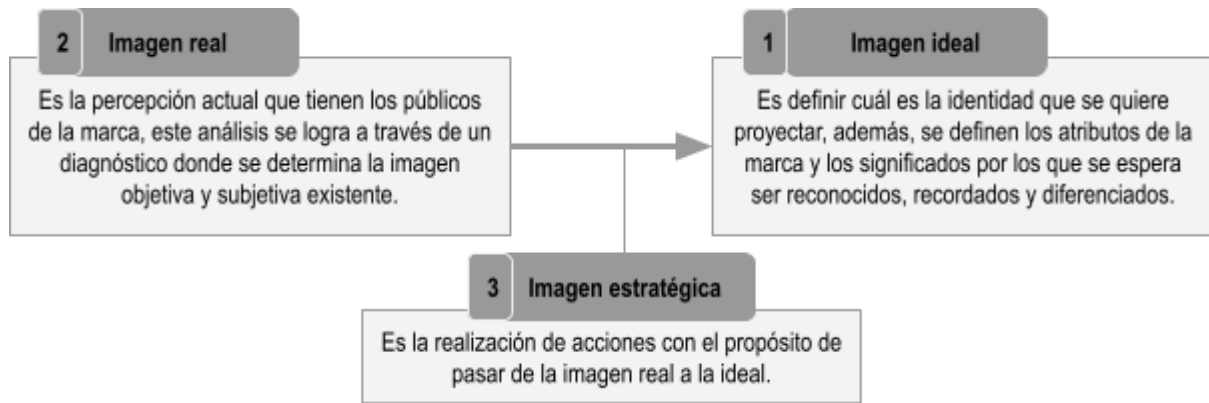 2 Imagen real
Es la percepción actual que tienen los públicos
de la marca, este análisis se logra a través de un
diagnóstico donde se determina la imagen
objetiva y subjetiva existente.
1 Imagen ideal
Es definir cuál es la identidad que se quiere
proyectar, además, se definen los atributos de la
marca y los significados por los que se espera
ser reconocidos, recordados y diferenciados.
3 Imagen estratégica
Es la realización de acciones con el propósito de
pasar de la imagen real a la ideal.